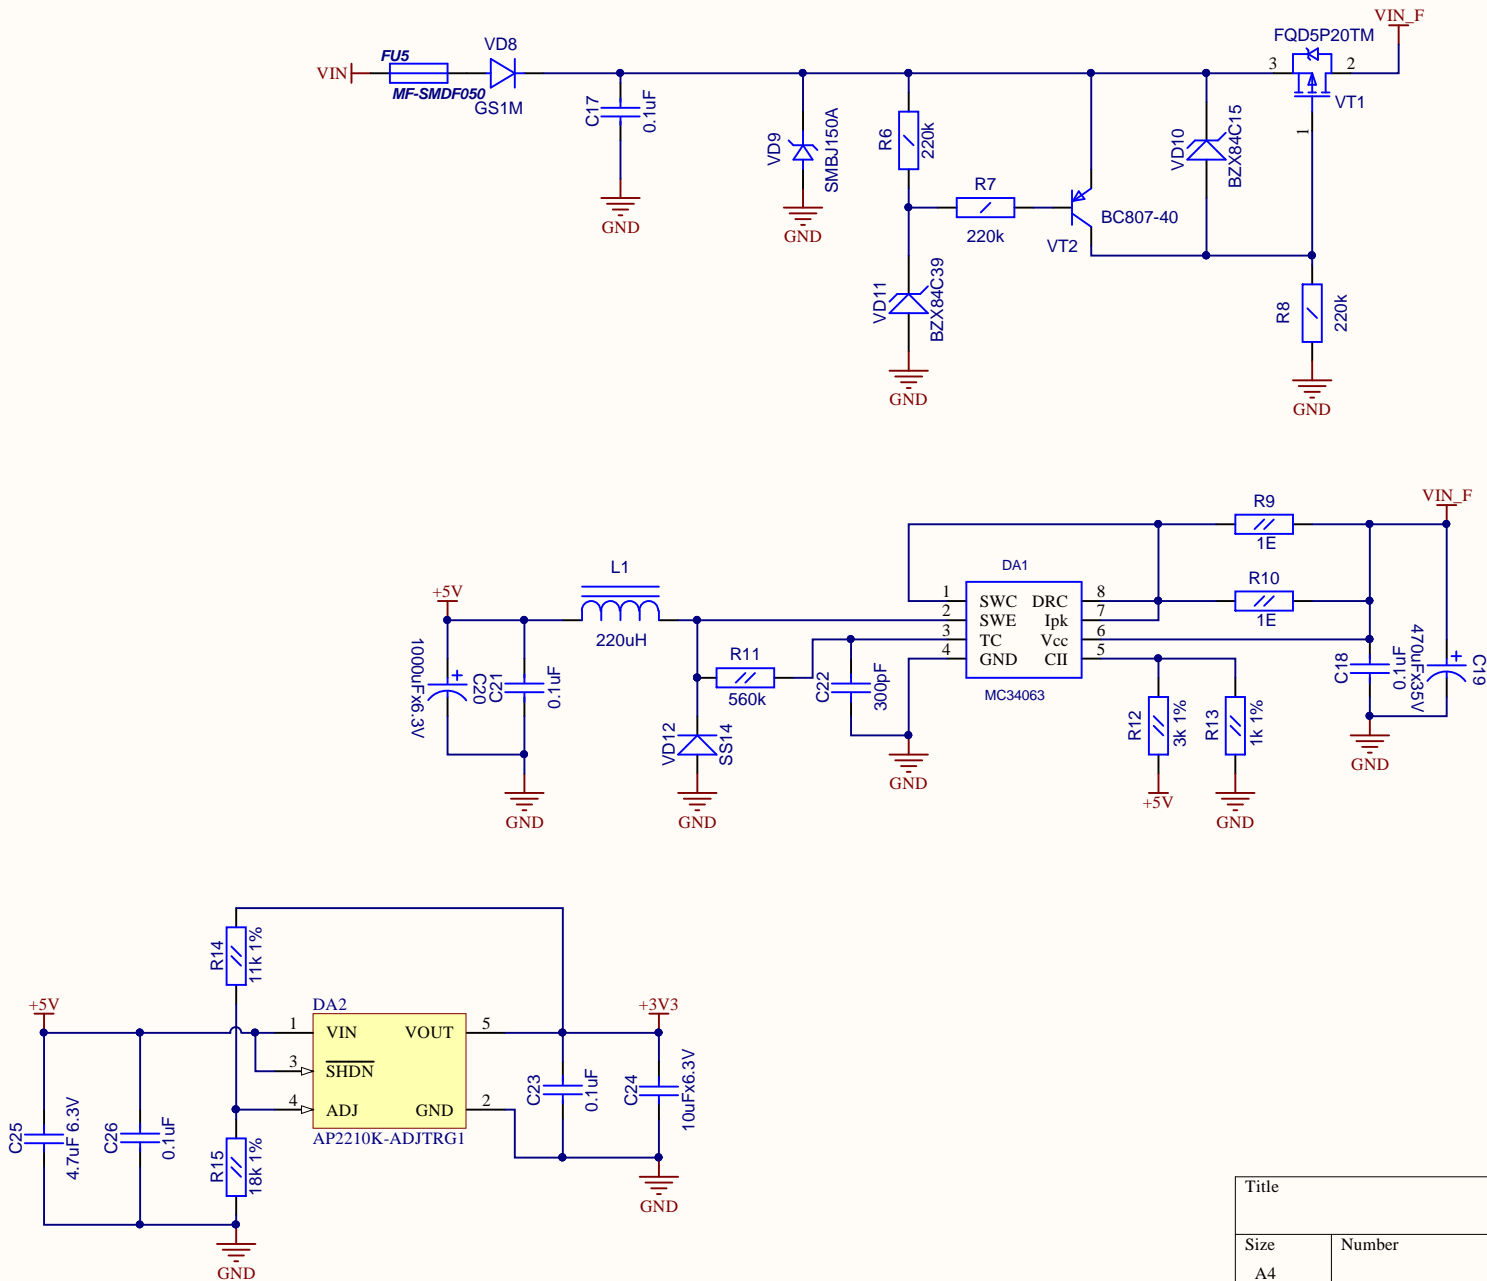 VIN
FU5
MF-SMDF050
VD8
GS1M
C17
0.1uF
GND
VD9
SMBJ150A
GND
R6
220k
R7
220k
VD11
BZX84C39
GND
BC807-40
VT2
VD10
BZX84C15
FQD5P20TM
3
2
1
VT1
VIN_F
R8
220k
GND
+5V
1000uFx6.3V
C20
C21
0.1uF
GND
L1
220uH
R11
560k
VD12
SS14
GND
C22
300pF
GND
DA1
1
SWC
DRC
8
2
SWE
Ipk
7
3
TC
Vcc
6
4
GND
CII
5
MC34063
R9
1E
R10
1E
VIN_F
R12
3k 1%
+5V
R13
1k 1%
GND
C18
0.1uF
470uFx35V
C19
GND
R14
11k 1%
+5V
DA2
1
VIN
VOUT
5
3
SHDN
4
ADJ
GND
2
AP2210K-ADJTRG1
+3V3
C25
4.7uF 6.3V
C26
0.1uF
R15
18k 1%
GND
C23
0.1uF
C24
10uFx6.3V
GND
Title
Size
Number
A4